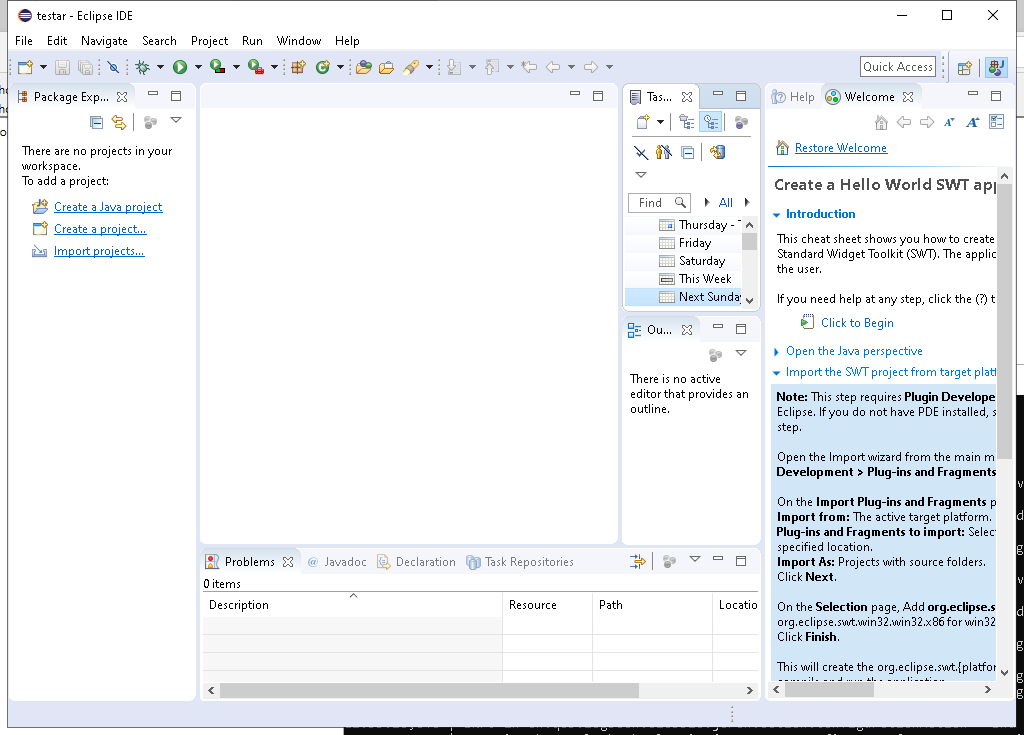 testar - Eclipse IDE
File Edit Navigate Search Project Run Window Help
Quick Access
Package Exp...
There are no projects in your
workspace.
To add a project:
Create a Java project
Create a project...
Import projects...
Tas...
Find
All
Thursday -
Friday
Saturday
This Week
Next Sunday
Ou...
There is no active
editor that provides an
outline.
Help Welcome
Restore Welcome
Create a Hello World SWT app
Introduction
This cheat sheet shows you how to create
Standard Widget Toolkit (SWT). The applic
the user.
If you need help at any step, click the (?) t
Click to Begin
Open the Java perspective
Import the SWT project from target platf
Note: This step requires Plugin Develope
Eclipse. If you do not have PDE installed, s
step.
Open the Import wizard from the main m
Development > Plug-ins and Fragments
On the Import Plug-ins and Fragments p
Import from: The active target platform.
Plug-ins and Fragments to import: Selec
specified location.
Import As: Projects with source folders.
Click Next.
On the Selection page, Add org.eclipse.s
org.eclipse.swt.win32.win32.x86 for win32
Click Finish.
This will create the org.eclipse.swt.{platfor
compile and run the application.
Problems @ Javadoc Declaration Task Repositories
0 items
Description Resource Path Locatio